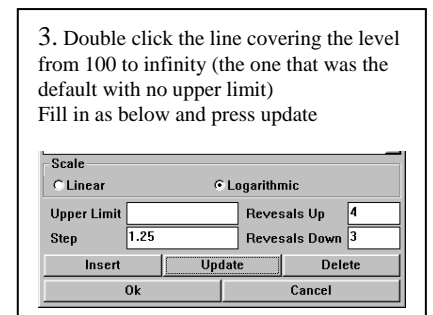 3. Double click the line covering the level
from 100 to infinity (the one that was the
default with no upper limit)
Fill in as below and press update
Scale
Linear Logarithmic
Upper Limit Revesals Up 4
Step 1.25 Revesals Down 3
Insert Update Delete
Ok Cancel